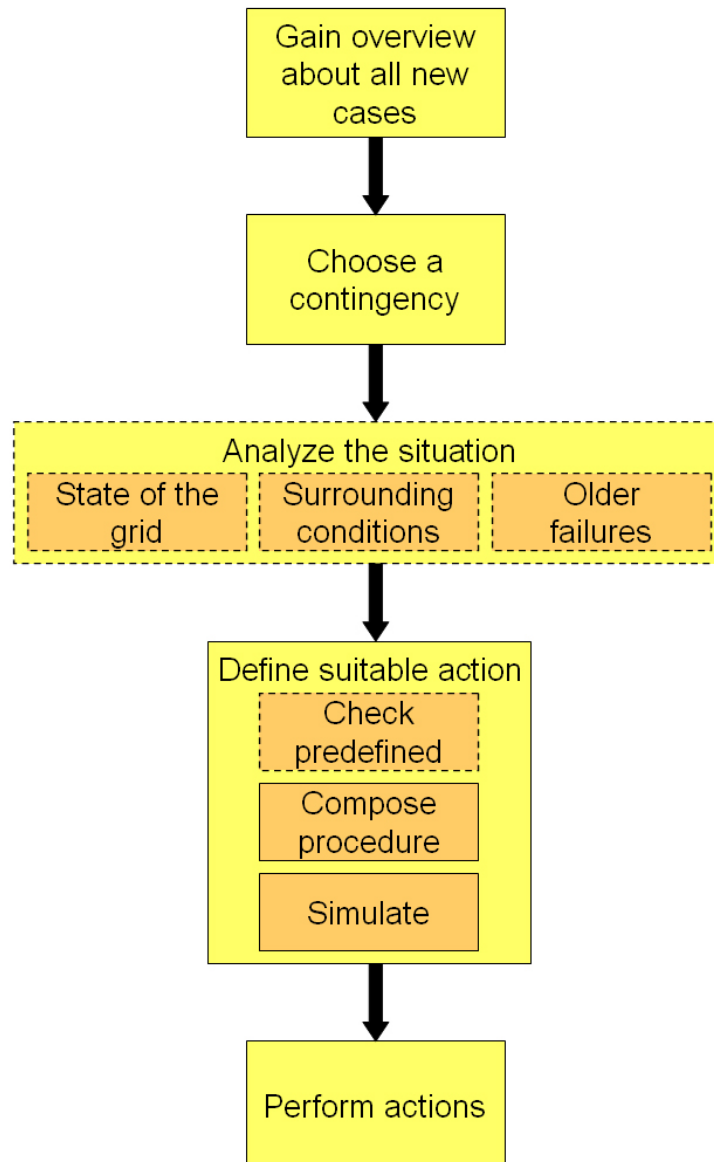 Gain overview
about all new
cases
Choose a
contingency
Analyze the situation
State of the
grid
Surrounding
conditions
Older
failures
Define suitable action
Check
predefined
Compose
procedure
Simulate
Perform actions